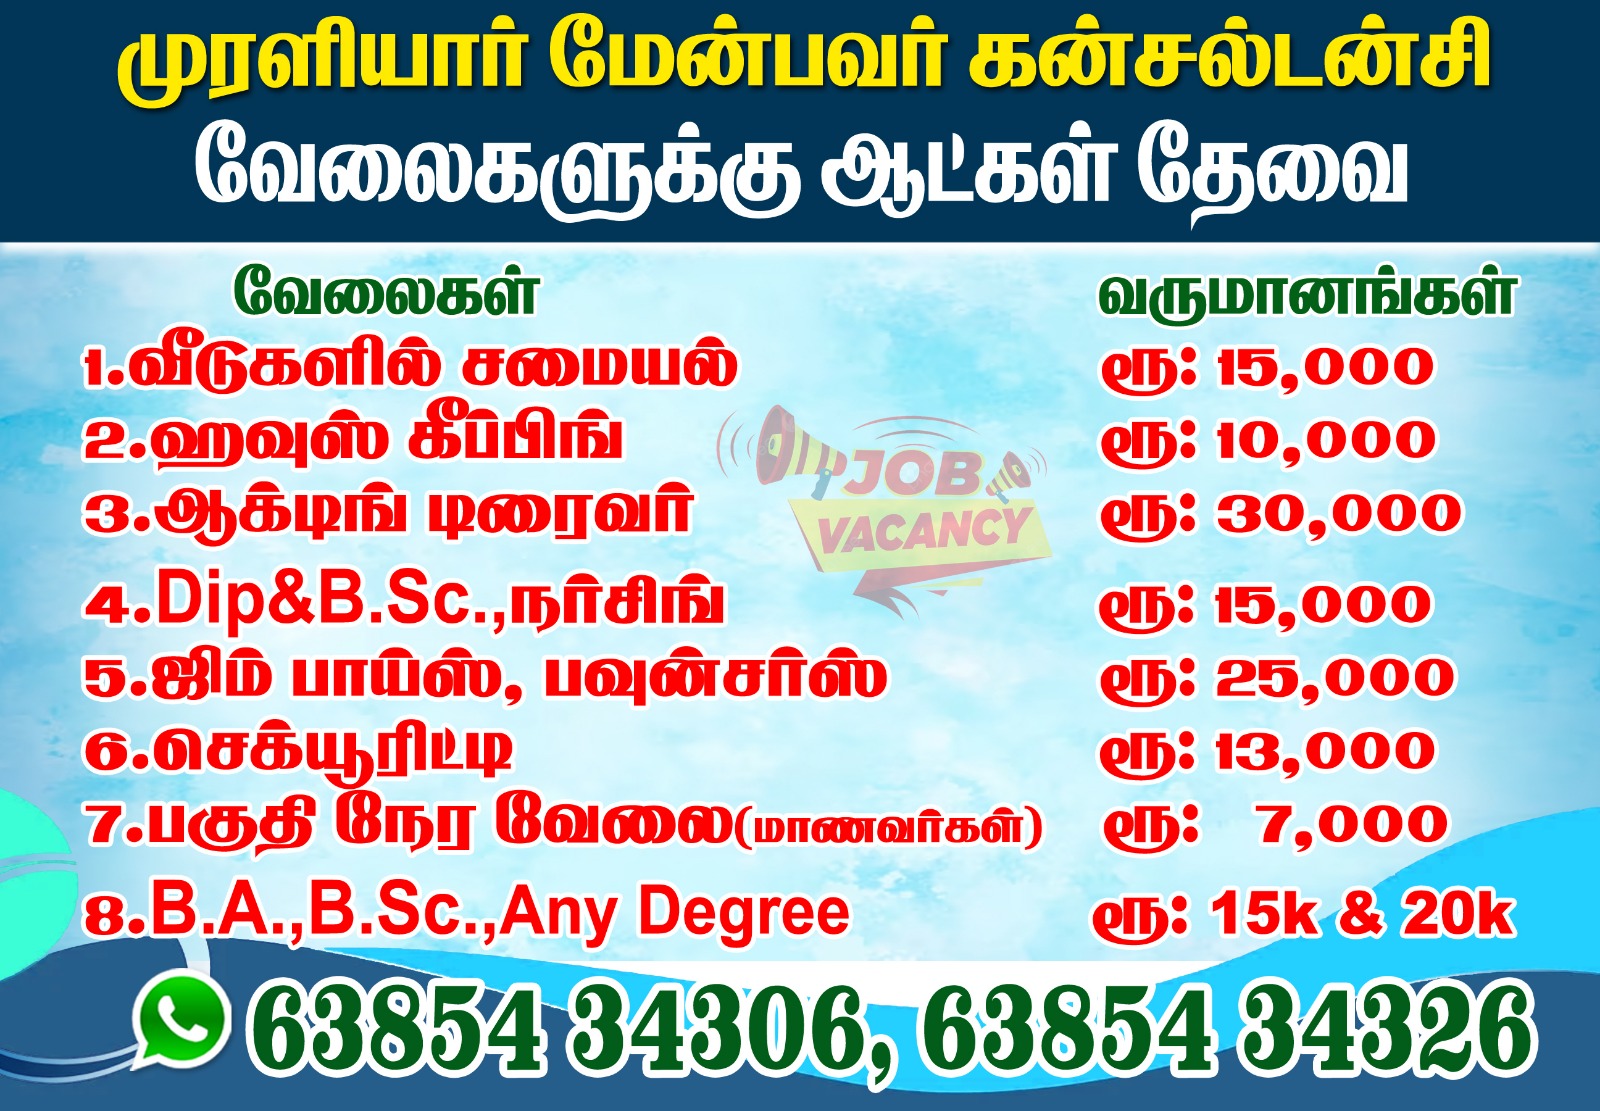 முரளியார் மேன்பவர் கன்சல்டன்சி
வேலைகளுக்கு ஆட்கள் தேவை
வேலைகள் வருமானங்கள்
1.வீடுகளில் சமையல் ரூ: 15,000
2.ஹவுஸ் கீப்பிங் ரூ: 10,000
3.ஆக்டிங் டிரைவர் ரூ: 30,000
JOB
VACANCY
4.Dip&B.Sc.,நர்சிங் ரூ: 15,000
5.ஜிம் பாய்ஸ், பவுன்சர்ஸ் ரூ: 25,000
6.செக்யூரிட்டி ரூ: 13,000
7.பகுதி நேர வேலை(மாணவர்கள்) ரூ: 7,000
8.B.A.,B.Sc.,Any Degree ரூ: 15k & 20k
63854 34306, 63854 34326